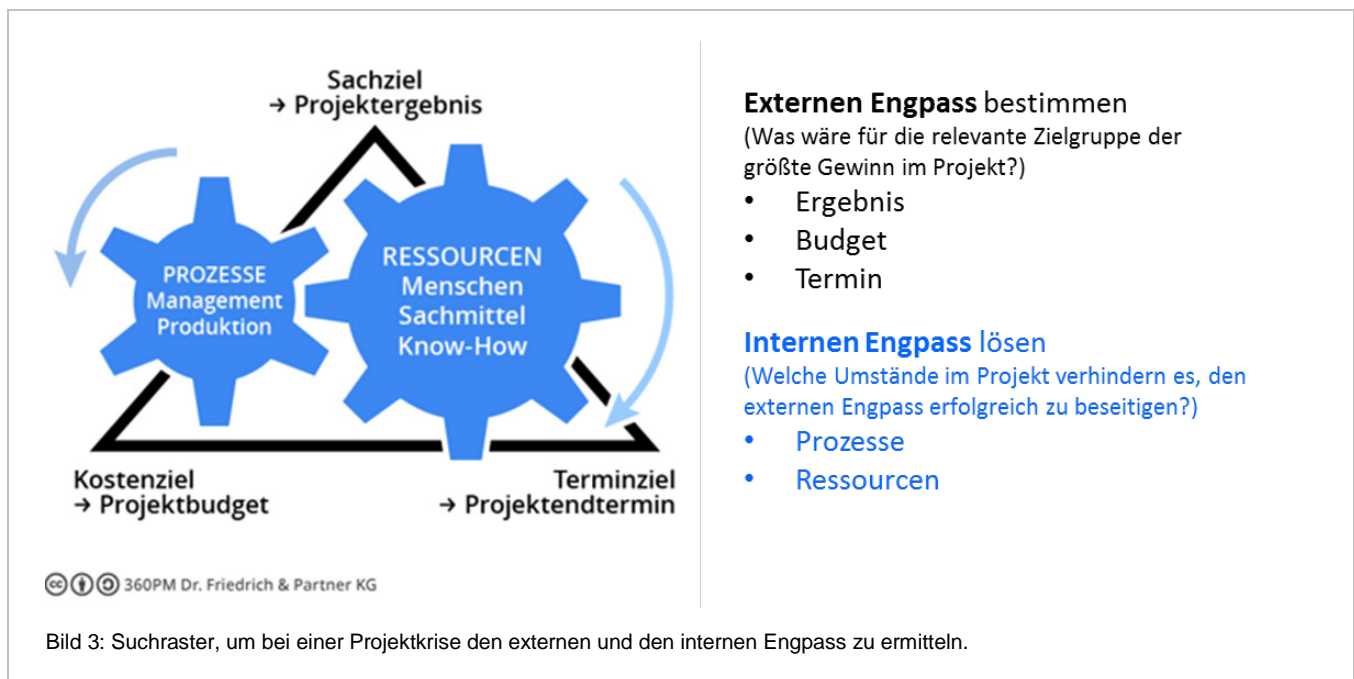 Sachziel
→ Projektergebnis
PROZESSE
Management
Produktion
RESSOURCEN
Menschen
Sachmittel
Know-How
Kostenziel
→ Projektbudget
Terminziel
→ Projektendtermin
360PM Dr. Friedrich & Partner KG
Externen Engpass bestimmen
(Was wäre für die relevante Zielgruppe der
größte Gewinn im Projekt?)
• Ergebnis
• Budget
• Termin
Internen Engpass lösen
(Welche Umstände im Projekt verhindern es, den
externen Engpass erfolgreich zu beseitigen?)
• Prozesse
• Ressourcen
Bild 3: Suchraster, um bei einer Projektkrise den externen und den internen Engpass zu ermitteln.